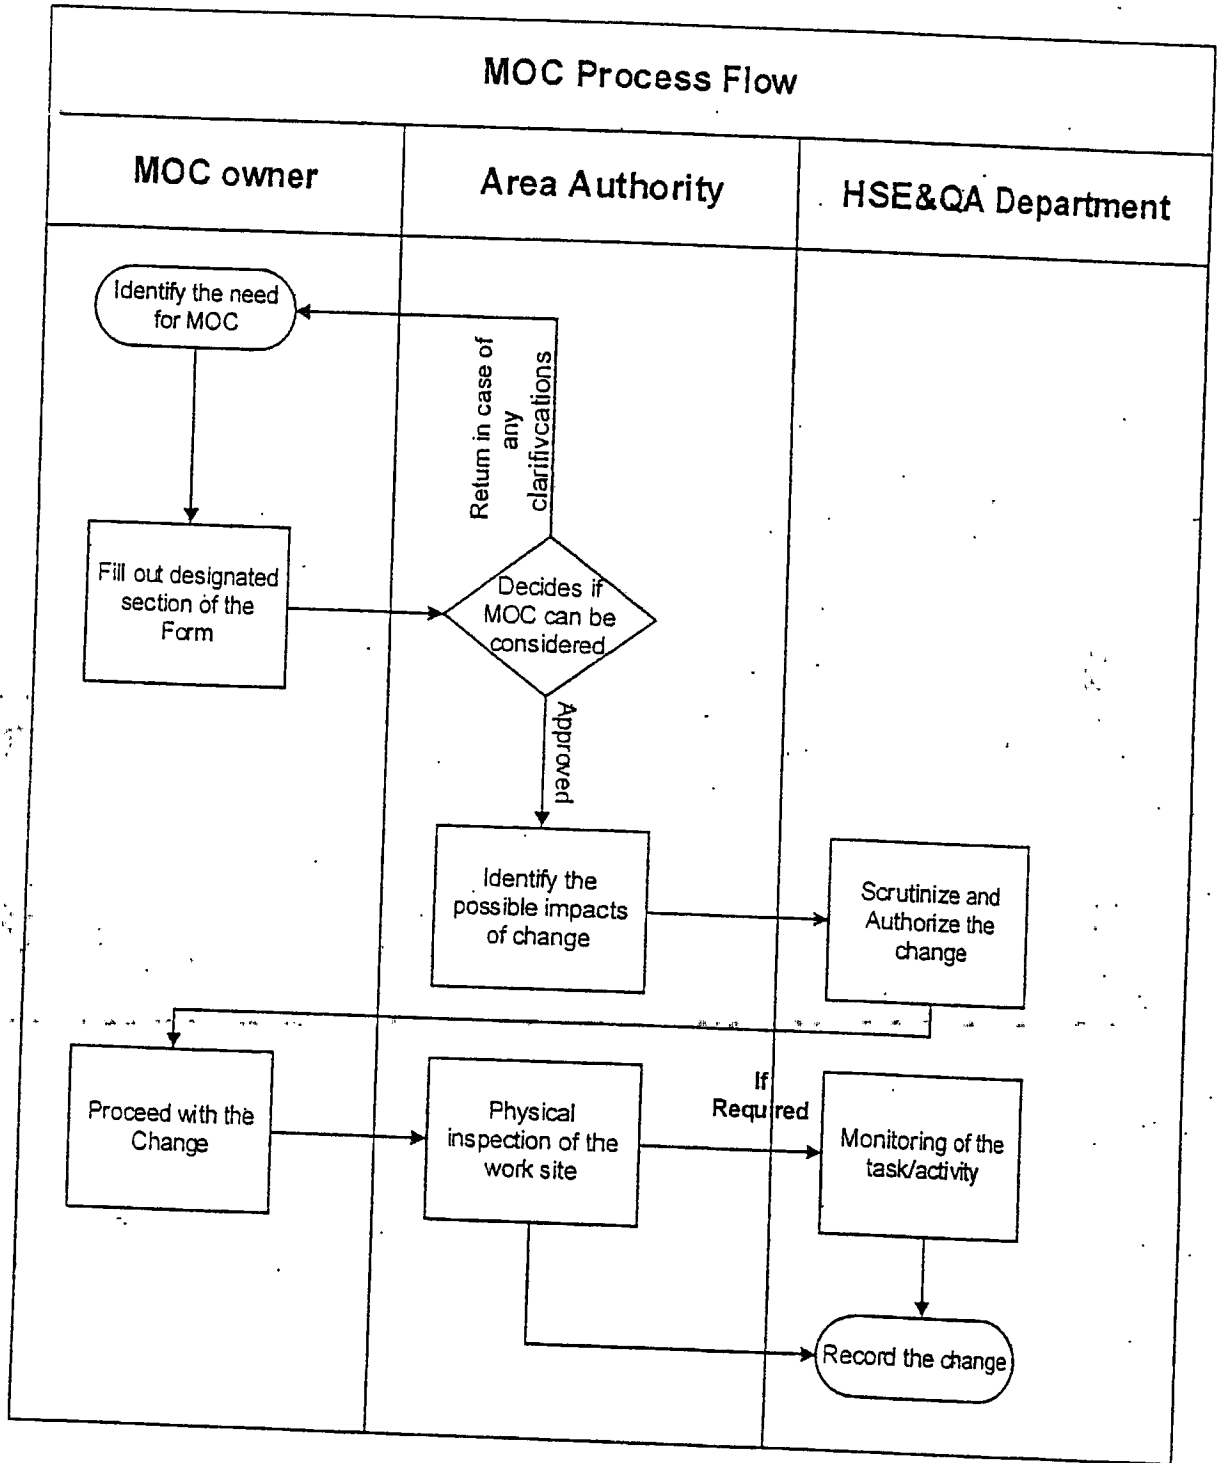 MOC Process Flow
MOC owner
Area Authority
HSE&QA Department
Identify the need
for MOC
Return in case of
any
clarifivcations
Fill out designated
section of the
Form
Decides if
MOC can be
considered
Approved
Identify the
possible impacts
of change
Scrutinize and
Authorize the
change
Proceed with the
Change
Physical
inspection of the
work site
If
Required
Monitoring of the
task/activity
Record the change